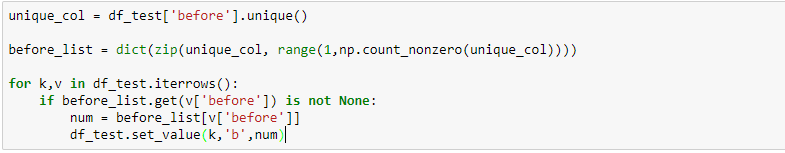 unique_col = df_test['before'].unique()
before_list = dict(zip(unique_col, range(1,np.count_nonzero(unique_col))))
for k,v in df_test.iterrows():
    if before_list.get(v['before']) is not None:
        num = before_list[v['before']]
        df_test.set_value(k,'b',num)